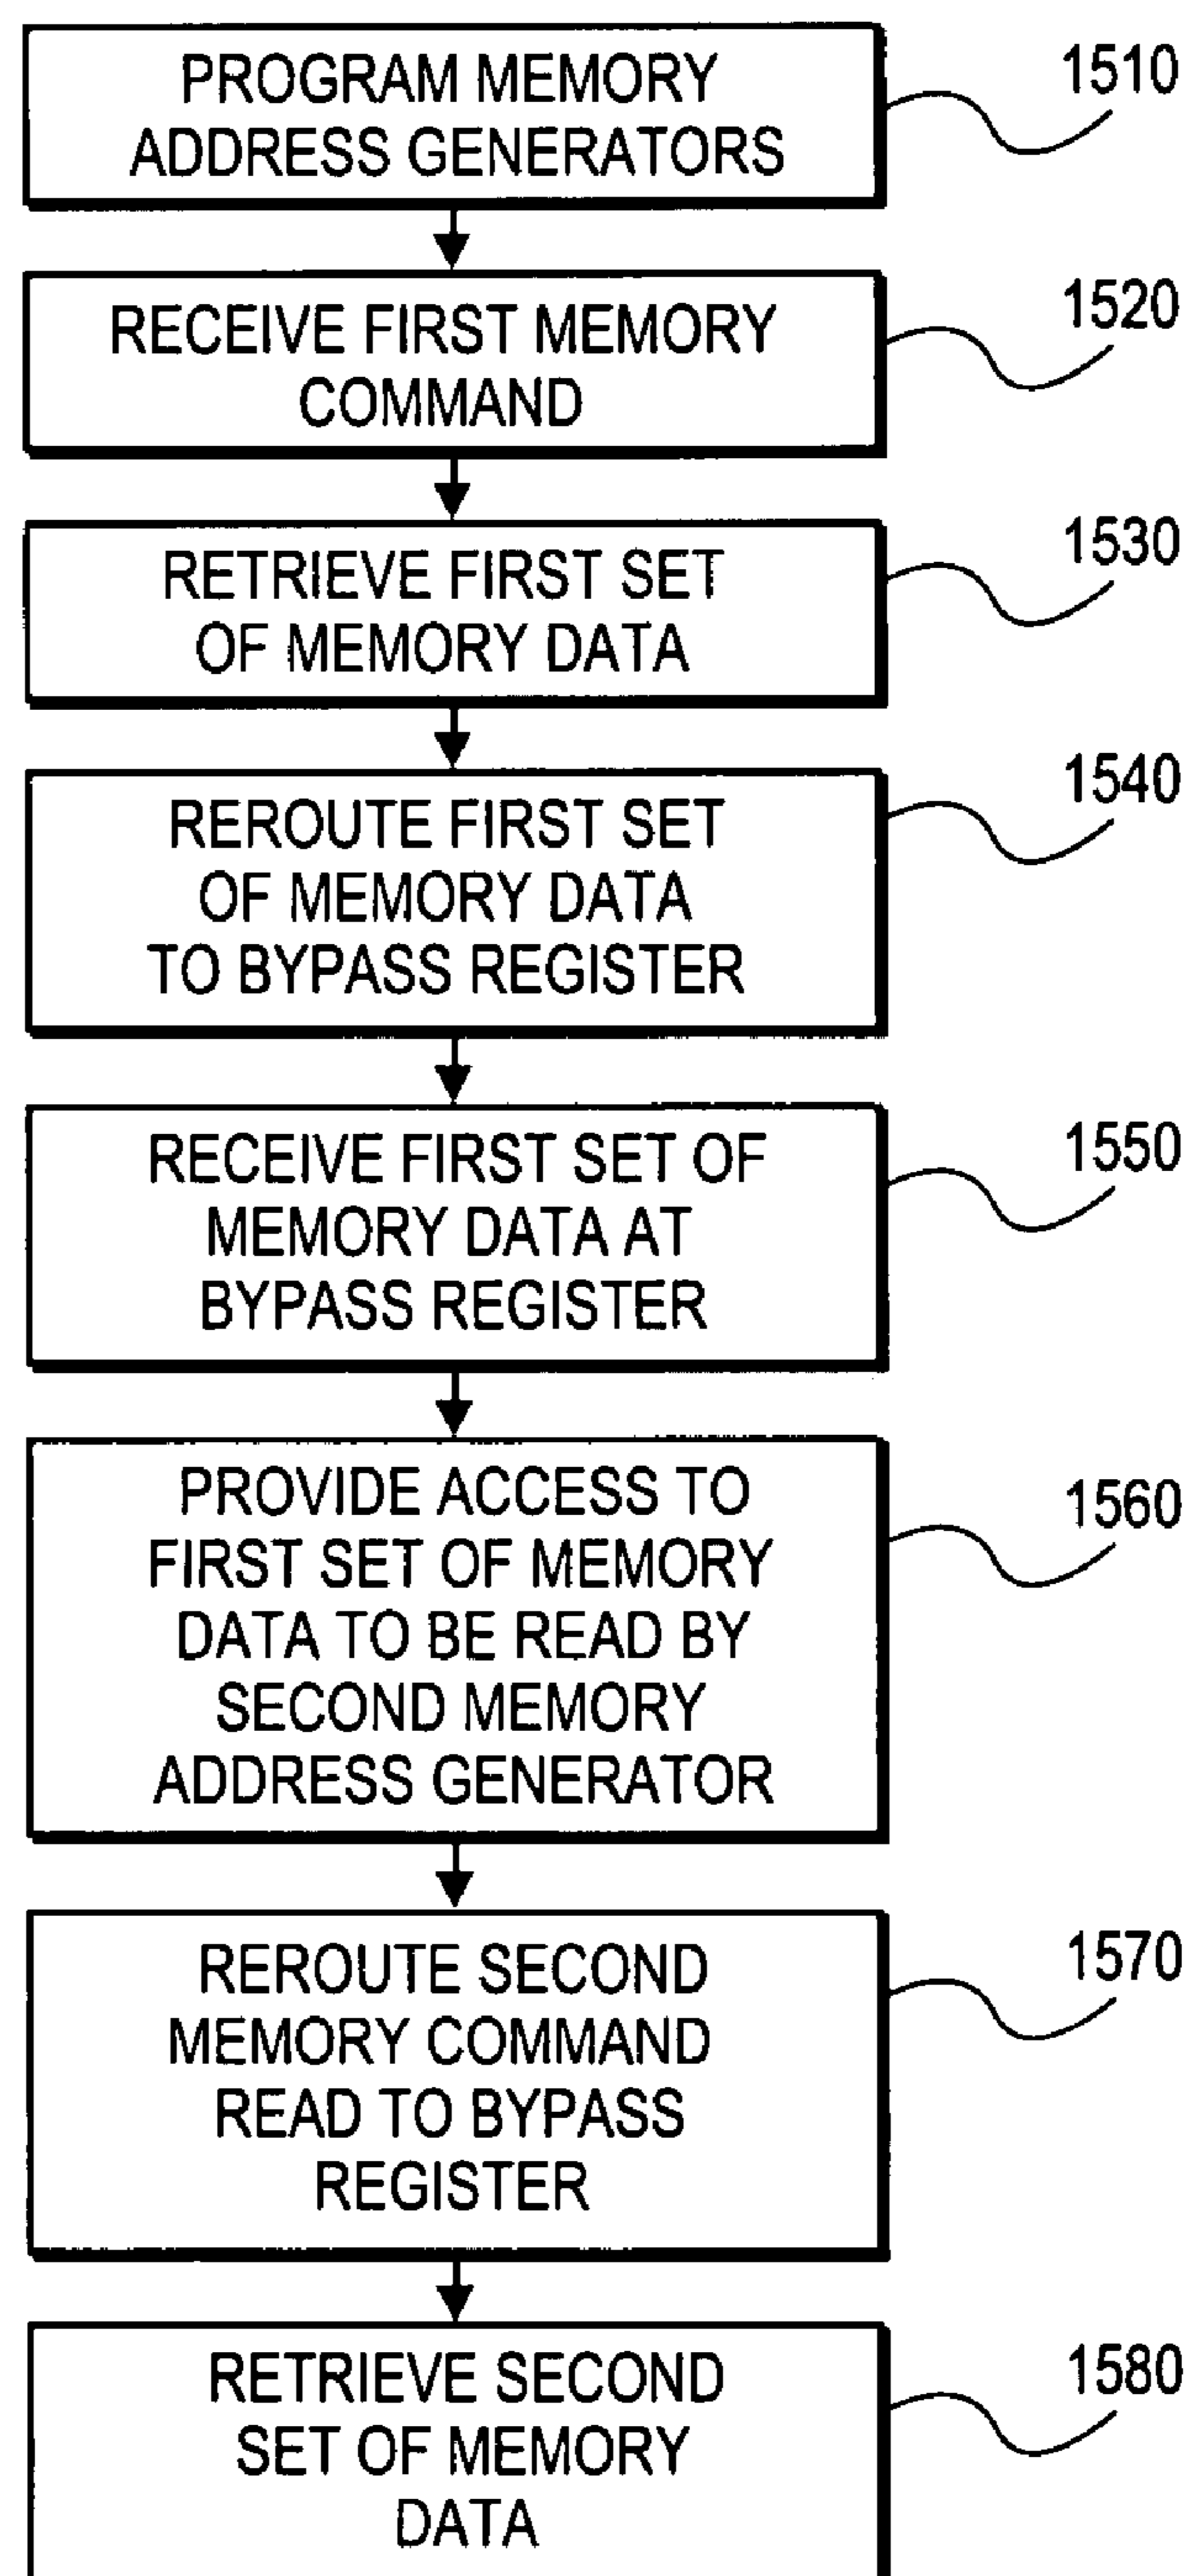 PROGRAM MEMORY
ADDRESS GENERATORS
1510
RECEIVE FIRST MEMORY
COMMAND
1520
RETRIEVE FIRST SET
OF MEMORY DATA
1530
REROUTE FIRST SET
OF MEMORY DATA
TO BYPASS REGISTER
1540
RECEIVE FIRST SET OF
MEMORY DATA AT
BYPASS REGISTER
1550
PROVIDE ACCESS TO
FIRST SET OF MEMORY
DATA TO BE READ BY
SECOND MEMORY
ADDRESS GENERATOR
1560
REROUTE SECOND
MEMORY COMMAND
READ TO BYPASS
REGISTER
1570
RETRIEVE SECOND
SET OF MEMORY
DATA
1580